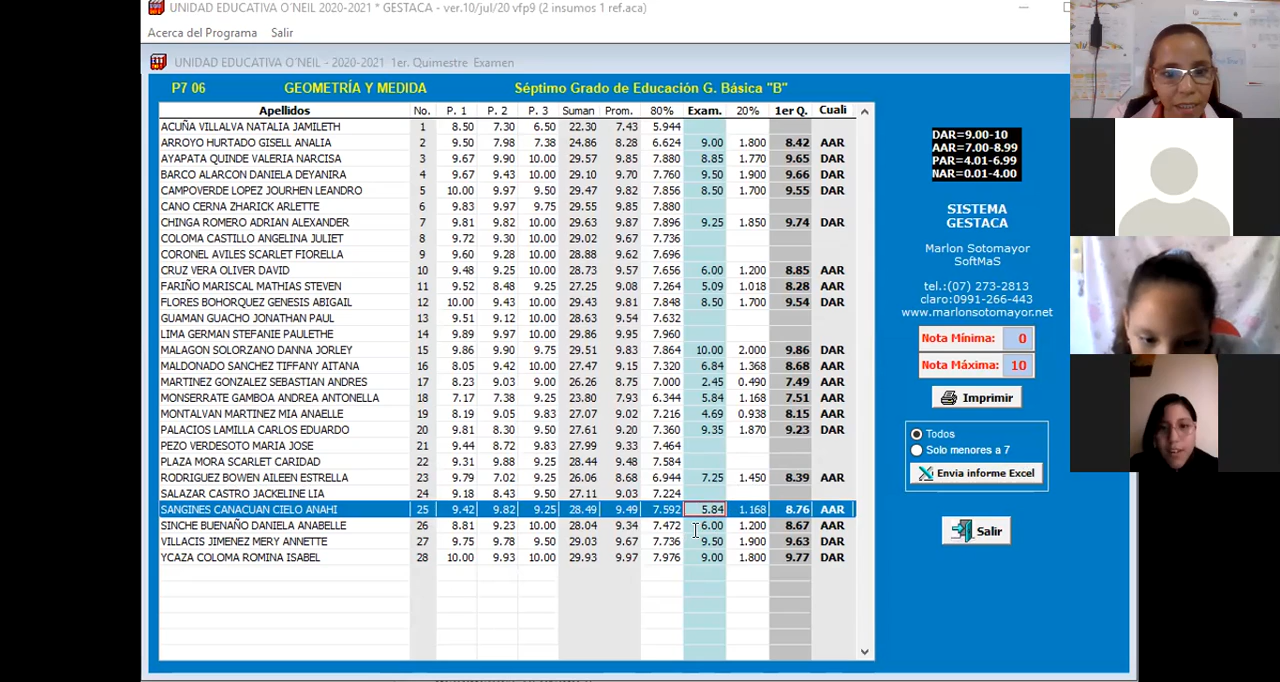 UNIDAD EDUCATIVA O´NEIL 2020-2021 * GESTACA - ver.10/jul/20 vfp9 (2 insumos 1 ref.aca)
Acerca del Programa Salir
UNIDAD EDUCATIVA O´NEIL - 2020-2021 1er. Quimestre Examen
P7 06 GEOMETRÍA Y MEDIDA Séptimo Grado de Educación G. Básica "B"
Apellidos No. P. 1 P. 2 P. 3 Suman Prom. 80% Exam. 20% 1er Q. Cuali
ACUÑA VILLALVA NATALIA JAMILETH 1 8.50 7.30 6.50 22.30 7.43 5.944
ARROYO HURTADO GISELL ANALIA 2 9.50 7.98 7.38 24.86 8.28 6.624 9.00 1.800 8.42 AAR
AYAPATA QUINDE VALERIA NARCISA 3 9.67 9.90 10.00 29.57 9.85 7.880 8.85 1.770 9.65 DAR
BARCO ALARCON DANIELA DEYANIRA 4 9.67 9.43 10.00 29.10 9.70 7.760 9.50 1.900 9.66 DAR
CAMPOVERDE LOPEZ JOURHEN LEANDRO 5 10.00 9.97 9.50 29.47 9.82 7.856 8.50 1.700 9.55 DAR
CANO CERNA ZHARICK ARLETTE 6 9.83 9.97 9.75 29.55 9.85 7.880
CHINGA ROMERO ADRIAN ALEXANDER 7 9.81 9.82 10.00 29.63 9.87 7.896 9.25 1.850 9.74 DAR
COLOMA CASTILLO ANGELINA JULIET 8 9.72 9.30 10.00 29.02 9.67 7.736
CORONEL AVILES SCARLET FIORELLA 9 9.60 9.28 10.00 28.88 9.62 7.696
CRUZ VERA OLIVER DAVID 10 9.48 9.25 10.00 28.73 9.57 7.656 6.00 1.200 8.85 AAR
FARIÑO MARISCAL MATHIAS STEVEN 11 9.52 8.48 9.25 27.25 9.08 7.264 5.09 1.018 8.28 AAR
FLORES BOHORQUEZ GENESIS ABIGAIL 12 10.00 9.43 10.00 29.43 9.81 7.848 8.50 1.700 9.54 DAR
GUAMAN GUACHO JONATHAN PAUL 13 9.51 9.12 10.00 28.63 9.54 7.632
LIMA GERMAN STEFANIE PAULETHE 14 9.89 9.97 10.00 29.86 9.95 7.960
MALAGON SOLORZANO DANNA JORLEY 15 9.86 9.90 9.75 29.51 9.83 7.864 10.00 2.000 9.86 DAR
MALDONADO SANCHEZ TIFFANY AITANA 16 8.05 9.42 10.00 27.47 9.15 7.320 6.84 1.368 8.68 AAR
MARTINEZ GONZALEZ SEBASTIAN ANDRES 17 8.23 9.03 9.00 26.26 8.75 7.000 2.45 0.490 7.49 AAR
MONSERRATE GAMBOA ANDREA ANTONELLA 18 7.17 7.38 9.25 23.80 7.93 6.344 5.84 1.168 7.51 AAR
MONTALVAN MARTINEZ MIA ANAELLE 19 8.19 9.05 9.83 27.07 9.02 7.216 4.69 0.938 8.15 AAR
PALACIOS LAMILLA CARLOS EDUARDO 20 9.81 8.30 9.50 27.61 9.20 7.360 9.35 1.870 9.23 DAR
PEZO VERDESOTO MARIA JOSE 21 9.44 8.72 9.83 27.99 9.33 7.464
PLAZA MORA SCARLET CARIDAD 22 9.31 9.88 9.25 28.44 9.48 7.584
RODRIGUEZ BOWEN AILEEN ESTRELLA 23 9.79 7.02 9.25 26.06 8.68 6.944 7.25 1.450 8.39 AAR
SALAZAR CASTRO JACKELINE LIA 24 9.18 8.43 9.50 27.11 9.03 7.224
SANGINES CANACUAN CIELO ANAHI 25 9.42 9.82 9.25 28.49 9.49 7.592 5.84 1.168 8.76 AAR
SINCHE BUENAÑO DANIELA ANABELLE 26 8.81 9.23 10.00 28.04 9.34 7.472 6.00 1.200 8.67 AAR
VILLACIS JIMENEZ MERY ANNETTE 27 9.75 9.78 9.50 29.03 9.67 7.736 9.50 1.900 9.63 DAR
YCAZA COLOMA ROMINA ISABEL 28 10.00 9.93 10.00 29.93 9.97 7.976 9.00 1.800 9.77 DAR
DAR=9.00-10
AAR=7.00-8.99
PAR=4.01-6.99
NAR=0.01-4.00
SISTEMA
GESTACA
Marlon Sotomayor
SoftMaS
tel.:(07) 273-2813
claro:0991-266-443
www.marlonsotomayor.net
Nota Mínima: 0
Nota Máxima: 10
Imprimir
Todos
Solo menores a 7
Envia informe Excel
Salir